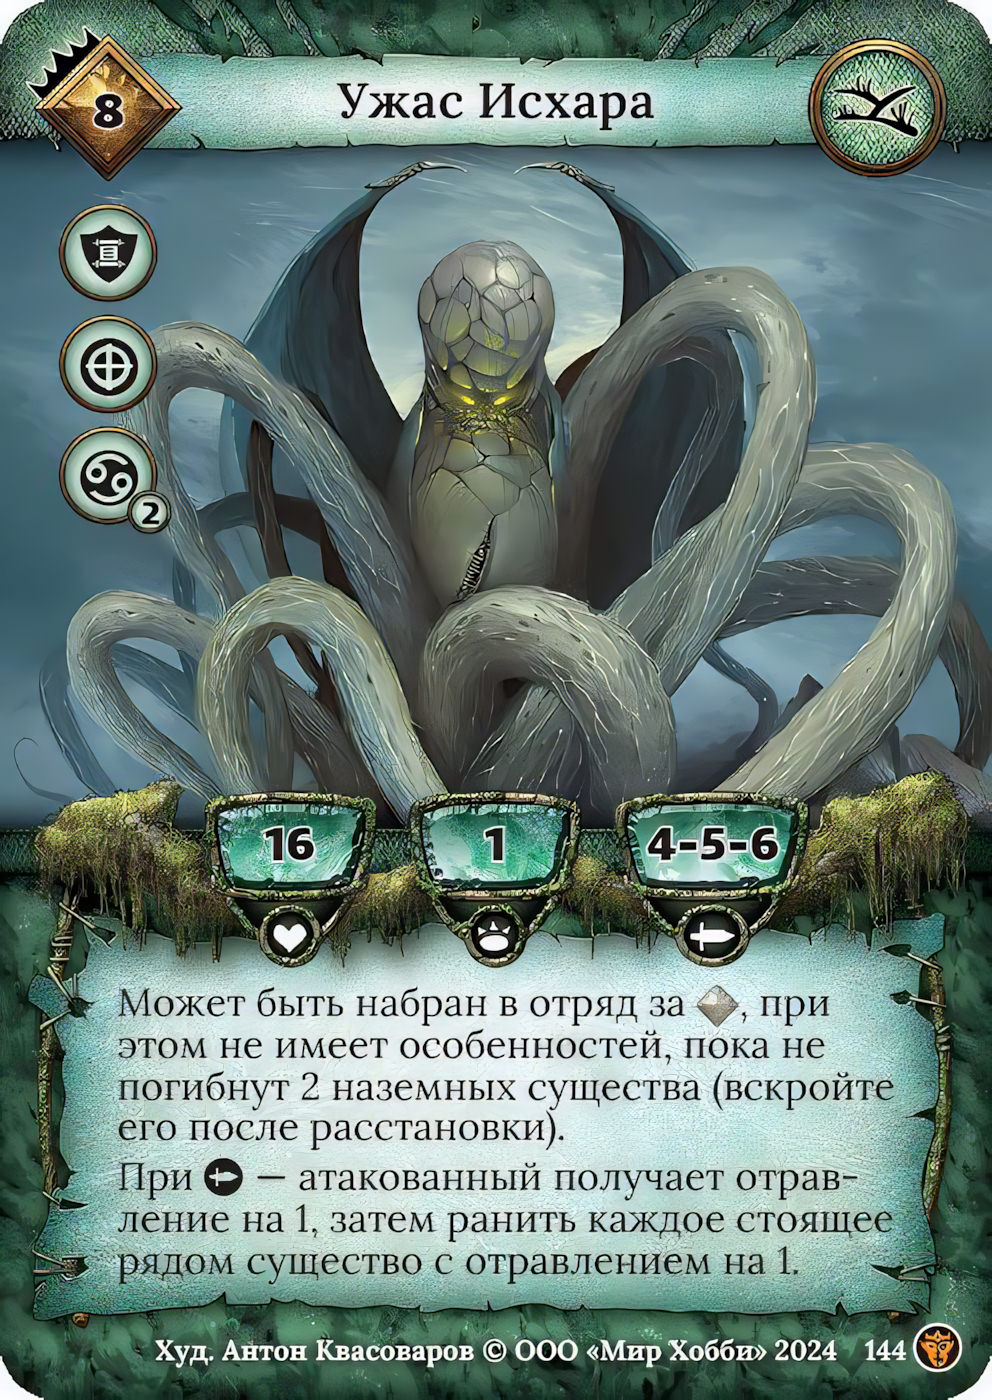 8
Ужас Исхара
2
16
1
4-5-6
Может быть набран в отряд за , при
этом не имеет особенностей, пока не
погибнут 2 наземных существа (вскройте
его после расстановки).
При — атакованный получает отрав-
ление на 1, затем ранить каждое стоящее
рядом существо с отравлением на 1.
Худ. Антон Квасоваров © ООО «Мир Хобби» 2024 144